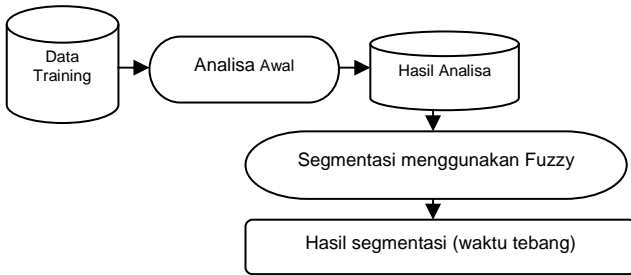 Data
Training
Analisa Awal
Hasil Analisa
Segmentasi menggunakan Fuzzy
Hasil segmentasi (waktu tebang)